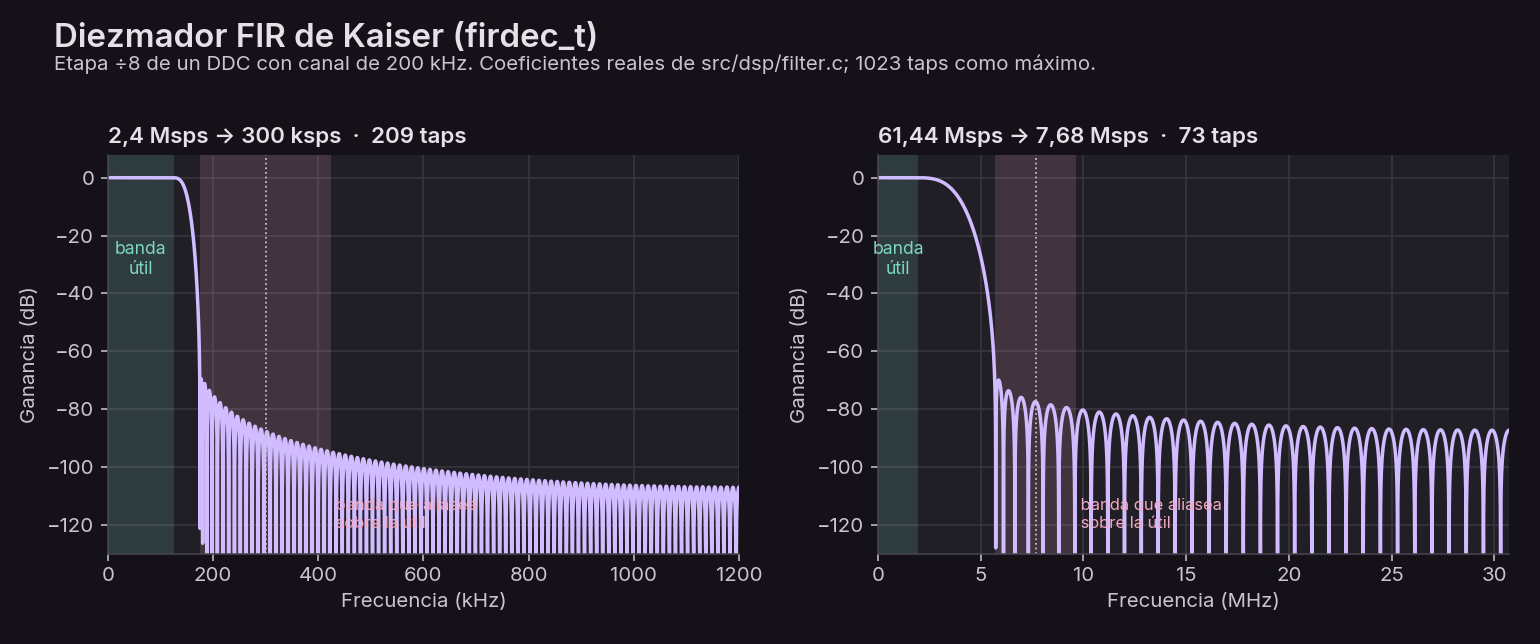 Diezmador FIR de Kaiser (firdec_t)
Etapa ÷8 de un DDC con canal de 200 kHz. Coeficientes reales de src/dsp/filter.c; 1023 taps como máximo.
2,4 Msps → 300 ksps · 209 taps
0
−20
−40
−60
−80
−100
−120
Ganancia (dB)
banda
útil
banda que aliasea
sobre la útil
0 200 400 600 800 1000 1200
Frecuencia (kHz)
61,44 Msps → 7,68 Msps · 73 taps
0
−20
−40
−60
−80
−100
−120
Ganancia (dB)
banda
útil
banda que aliasea
sobre la útil
0 5 10 15 20 25 30
Frecuencia (MHz)